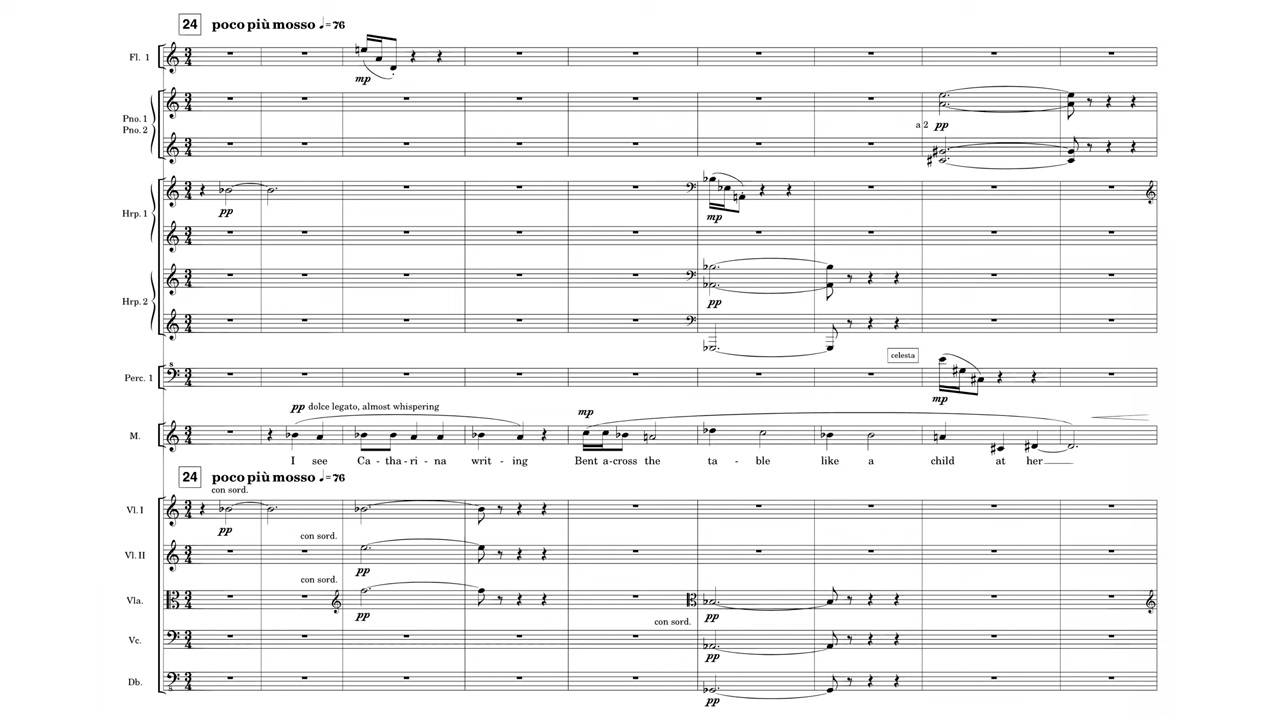 24 poco più mosso ♩=76
Fl. 1
mp
Pno. 1
Pno. 2
a 2 pp
Hrp. 1
pp
mp
Hrp. 2
pp
celesta
Perc. 1
mp
pp dolce legato, almost whispering
mp
M.
I see Ca - tha - ri - na writ - ing Bent a-cross the ta - ble like a child at her
24 poco più mosso ♩=76
con sord.
Vl. I
pp
con sord.
Vl. II
pp
con sord.
Vla.
pp
pp
con sord.
Vc.
pp
Db.
pp